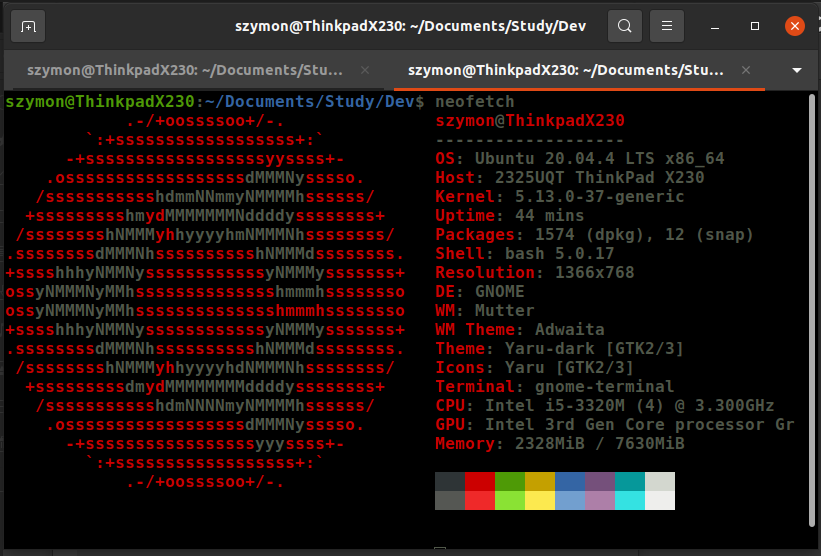 szymon@ThinkpadX230: ~/Documents/Study/Dev
szymon@ThinkpadX230: ~/Documents/Stu... × szymon@ThinkpadX230: ~/Documents/Stu... ×
szymon@ThinkpadX230:~/Documents/Study/Dev$ neofetch
.-/+oossssoo+/-. szymon@ThinkpadX230
`:+ssssssssssssssssss+:` -------------------
-+ssssssssssssssssssyyssss+- OS: Ubuntu 20.04.4 LTS x86_64
.ossssssssssssssssssdMMMNysssso. Host: 2325UQT ThinkPad X230
/ssssssssssshdmmNNmmyNMMMMhssssss/ Kernel: 5.13.0-37-generic
+ssssssssshmydMMMMMMMNddddyssssssss+ Uptime: 44 mins
/sssssssshNMMMyhhyyyyhmNMMMNhssssssss/ Packages: 1574 (dpkg), 12 (snap)
.ssssssssdMMMNhsssssssssshNMMMdssssssss. Shell: bash 5.0.17
+sssshhhyNMMNyssssssssssssyNMMMysssssss+ Resolution: 1366x768
ossyNMMMNyMMhsssssssssssssshmmmhssssssso DE: GNOME
ossyNMMMNyMMhsssssssssssssshmmmhssssssso WM: Mutter
+sssshhhyNMMNyssssssssssssyNMMMysssssss+ WM Theme: Adwaita
.ssssssssdMMMNhsssssssssshNMMMdssssssss. Theme: Yaru-dark [GTK2/3]
/sssssssshNMMMyhhyyyyhdNMMMNhssssssss/ Icons: Yaru [GTK2/3]
+sssssssssdmydMMMMMMMMddddyssssssss+ Terminal: gnome-terminal
/ssssssssssshdmNNNNmyNMMMMhssssss/ CPU: Intel i5-3320M (4) @ 3.300GHz
.ossssssssssssssssssdMMMNysssso. GPU: Intel 3rd Gen Core processor Gr
-+sssssssssssssssssyyyssss+- Memory: 2328MiB / 7630MiB
`:+ssssssssssssssssss+:`
.-/+oossssoo+/-.